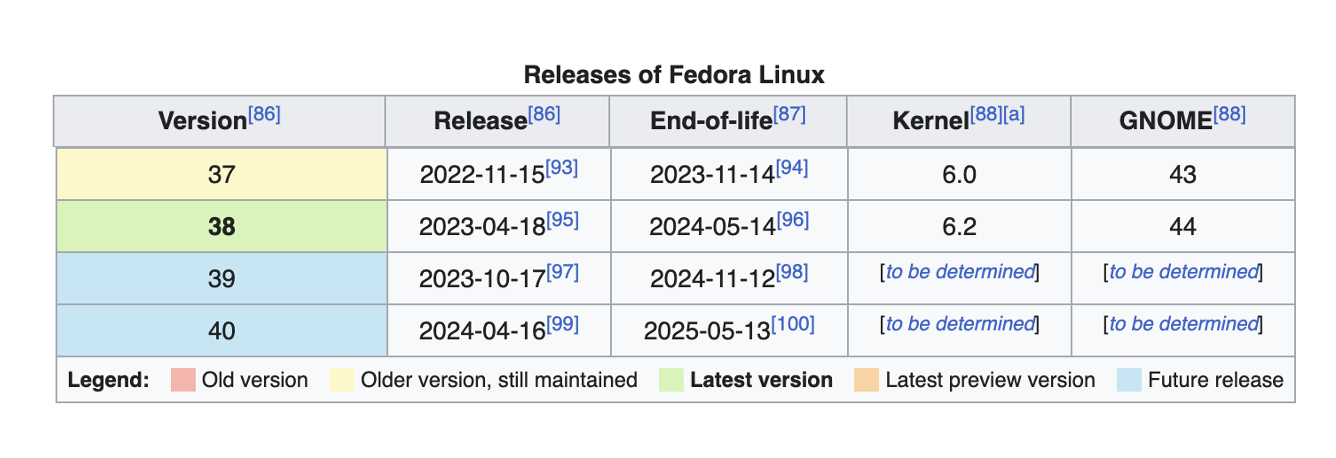 Releases of Fedora Linux
Version[86] Release[86] End-of-life[87] Kernel[88][a] GNOME[88]
37 2022-11-15[93] 2023-11-14[94] 6.0 43
38 2023-04-18[95] 2024-05-14[96] 6.2 44
39 2023-10-17[97] 2024-11-12[98] [to be determined] [to be determined]
40 2024-04-16[99] 2025-05-13[100] [to be determined] [to be determined]
Legend: Old version Older version, still maintained Latest version Latest preview version Future release